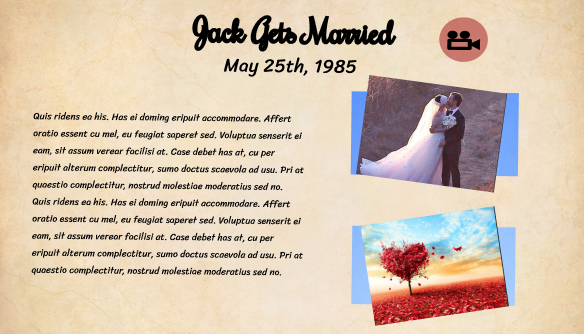 Jack Gets Married
May 25th, 1985
Quis ridens ea his. Has ei doming eripuit accommodare. Affert
oratio essent cu mel, eu feugiat saperet sed. Voluptua senserit ei
eam, sit assum verear facilisi at. Case debet has at, cu per
eripuit alterum complectitur, sumo doctus scaevola ad usu. Pri at
quaestio complectitur, nostrud molestiae moderatius sed no.
Quis ridens ea his. Has ei doming eripuit accommodare. Affert
oratio essent cu mel, eu feugiat saperet sed. Voluptua senserit ei
eam, sit assum verear facilisi at. Case debet has at, cu per
eripuit alterum complectitur, sumo doctus scaevola ad usu. Pri at
quaestio complectitur, nostrud molestiae moderatius sed no.